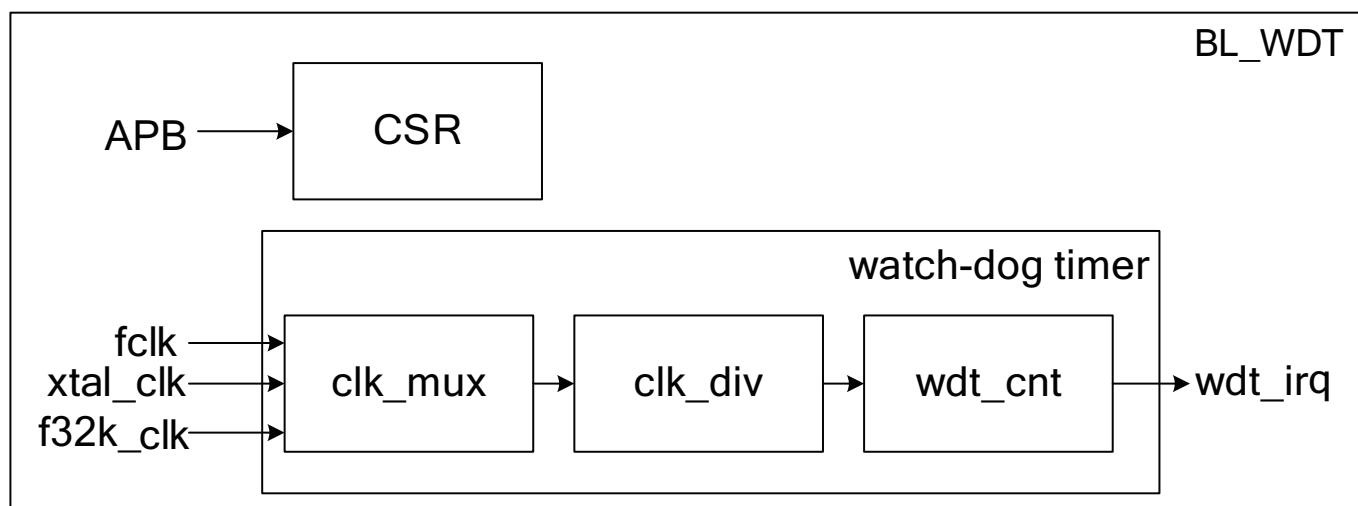 BL_WDT
APB
CSR
watch-dog timer
fclk
xtal_clk
f32k_clk
clk_mux
clk_div
wdt_cnt
wdt_irq